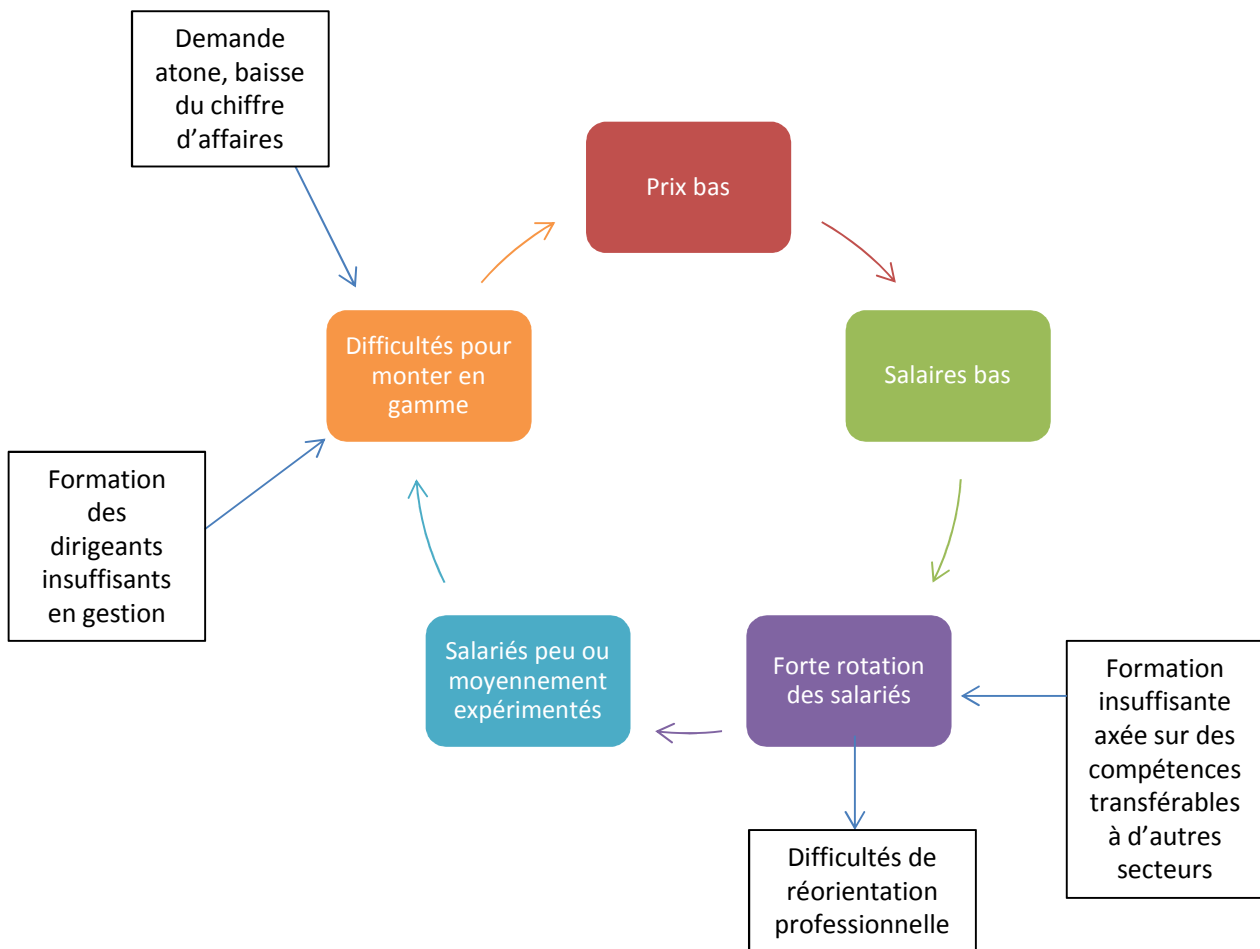 Demande
atone, baisse
du chiffre
d’affaires
Prix bas
Difficultés pour
monter en
gamme
Salaires bas
Formation
des
dirigeants
insuffisants
en gestion
Salariés peu ou
moyennement
expérimentés
Forte rotation
des salariés
Formation
insuffisante
axée sur des
compétences
transférables
à d’autres
secteurs
Difficultés de
réorientation
professionnelle